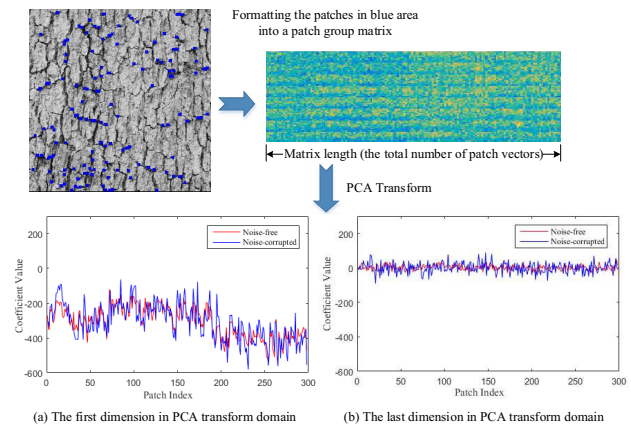 Formatting the patches in blue area
into a patch group matrix
Matrix length (the total number of patch vectors)
PCA Transform
200
0
-200
-400
-600
Coefficient Value
Noise-free
Noise-corrupted
0
50
100
150
200
250
300
Patch Index
(a) The first dimension in PCA transform domain
200
0
-200
-400
-600
Coefficient Value
Noise-free
Noise-corrupted
0
50
100
150
200
250
300
Patch Index
(b) The last dimension in PCA transform domain